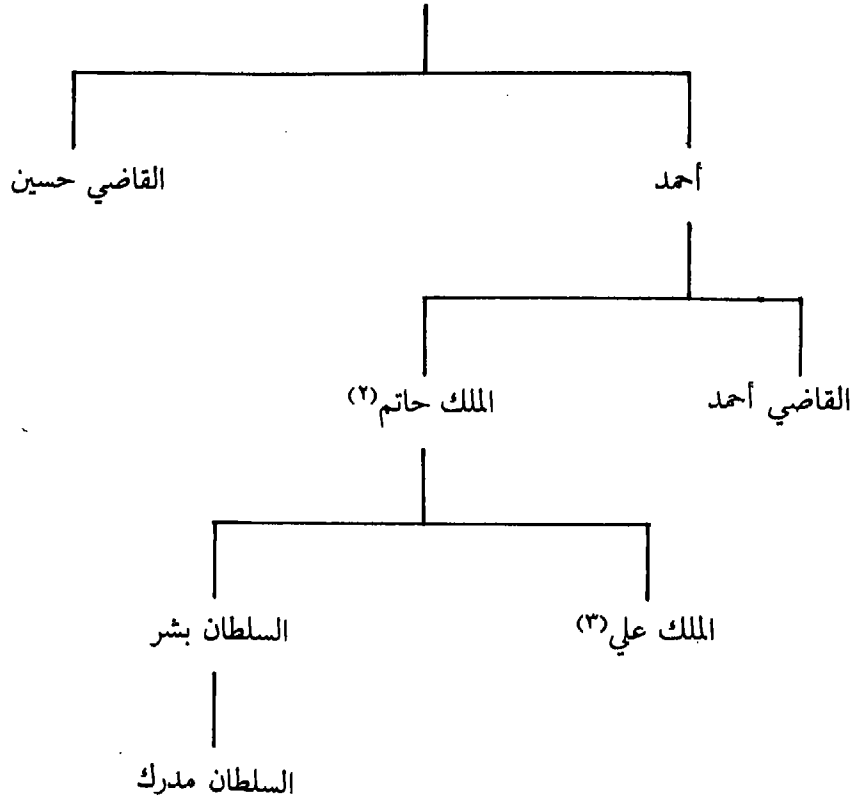 أحمد القاضي حسين
القاضي أحمد الملك حاتم(٢)
الملك علي(٣) السلطان بشر
السلطان مدرك